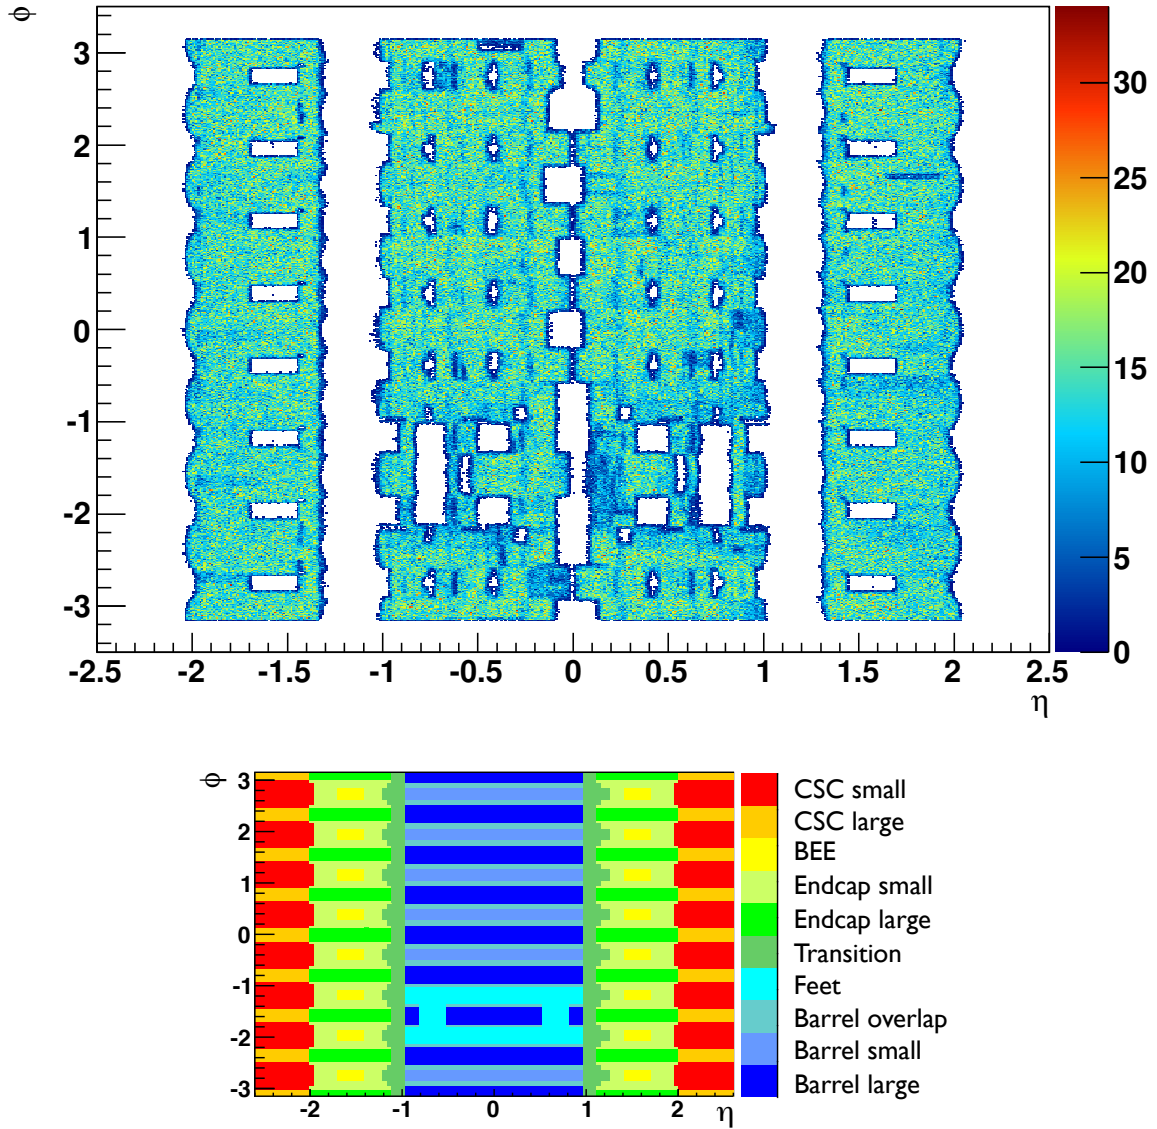 ϕ
3
2
1
0
-1
-2
-3
30
25
20
15
10
5
0
-2.5 -2 -1.5 -1 -0.5 0 0.5 1 1.5 2 2.5
η
ϕ
3
2
1
0
-1
-2
-3
-2 -1 0 1 2
η
CSC small
CSC large
BEE
Endcap small
Endcap large
Transition
Feet
Barrel overlap
Barrel small
Barrel large